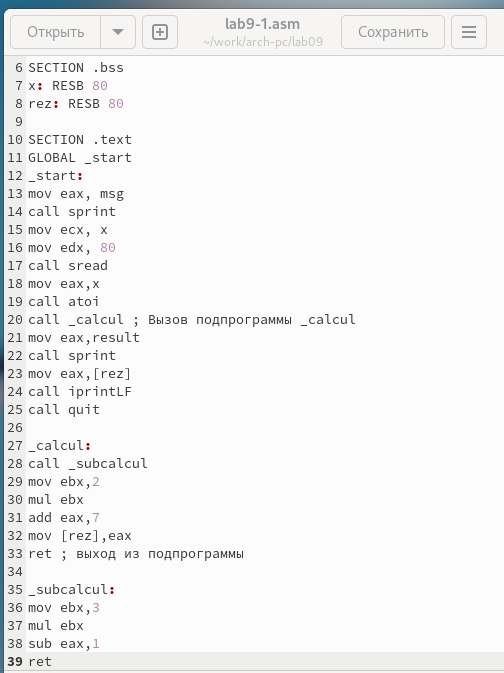 Открыть
lab9-1.asm
~/work/arch-pc/lab09
Сохранить
6 SECTION .bss
7 x: RESB 80
8 rez: RESB 80
9
10 SECTION .text
11 GLOBAL _start
12 _start:
13 mov eax, msg
14 call sprint
15 mov ecx, x
16 mov edx, 80
17 call sread
18 mov eax,x
19 call atoi
20 call _calcul ; Вызов подпрограммы _calcul
21 mov eax,result
22 call sprint
23 mov eax,[rez]
24 call iprintLF
25 call quit
26
27 _calcul:
28 call _subcalcul
29 mov ebx,2
30 mul ebx
31 add eax,7
32 mov [rez],eax
33 ret ; выход из подпрограммы
34
35 _subcalcul:
36 mov ebx,3
37 mul ebx
38 sub eax,1
39 ret